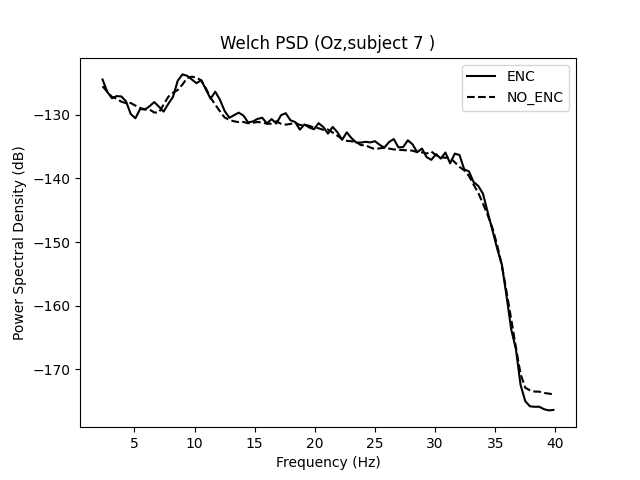 Welch PSD (Oz,subject 7 )
ENC
NO_ENC
Power Spectral Density (dB)
−130
−140
−150
−160
−170
5 10 15 20 25 30 35 40
Frequency (Hz)